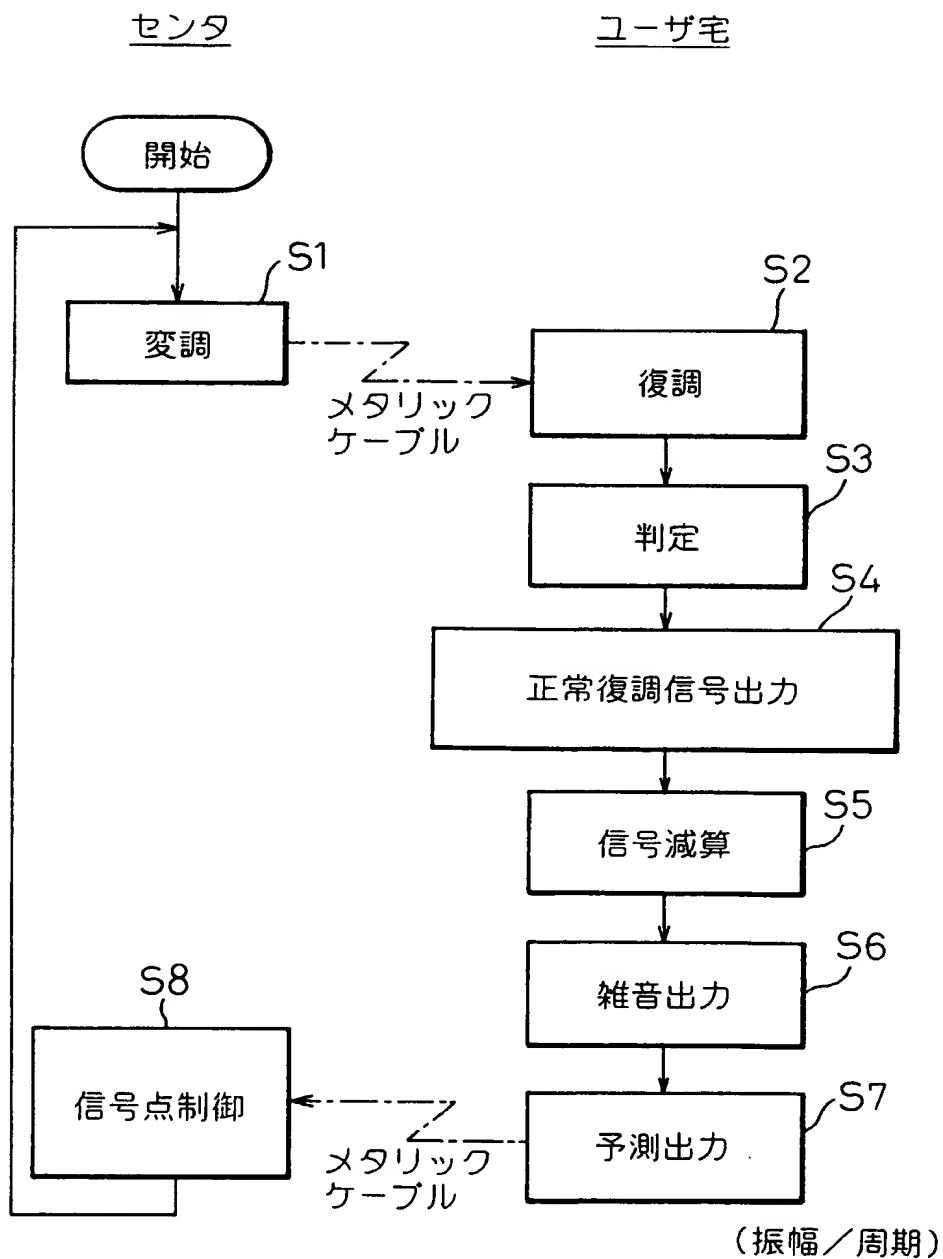 センタ
ユーザ宅
開始
S1
変調
メタリック
ケーブル
S2
復調
S3
判定
S4
正常復調信号出力
S5
信号減算
S6
雑音出力
S7
予測出力
(振幅/周期)
メタリック
ケーブル
S8
信号点制御